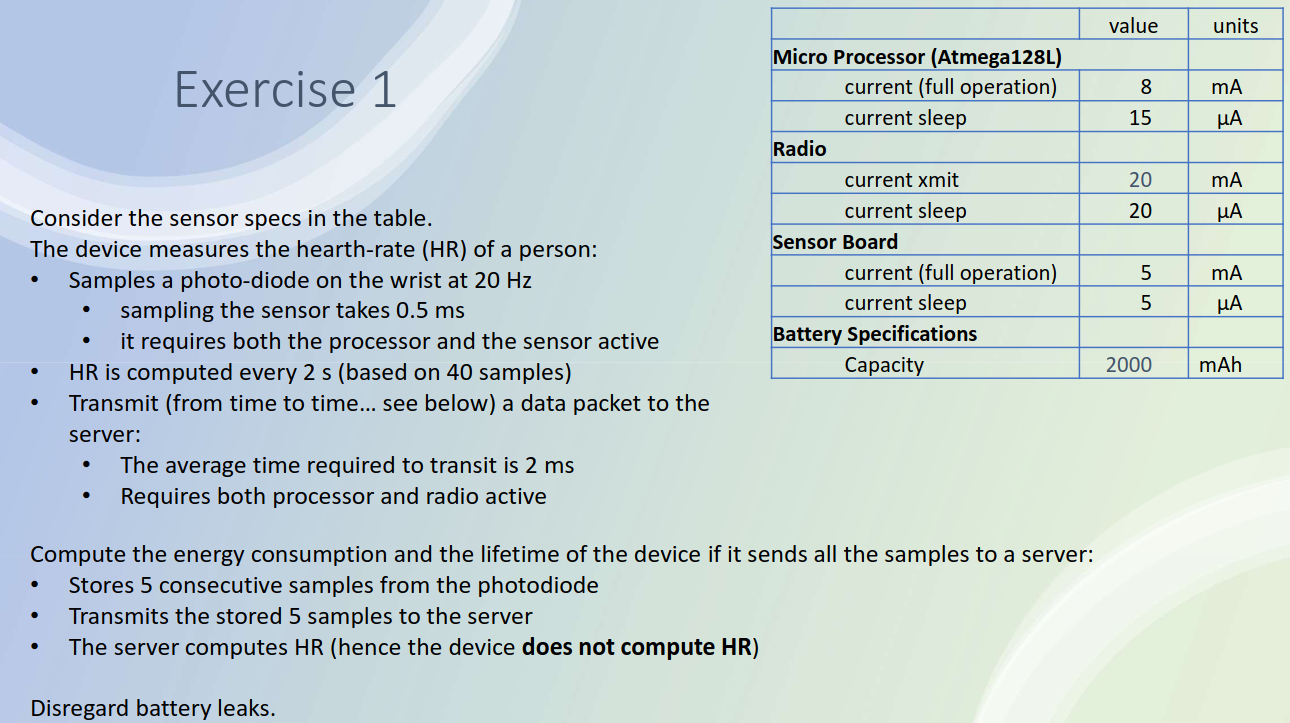 Exercise 1
Consider the sensor specs in the table.
The device measures the hearth-rate (HR) of a person:
• Samples a photo-diode on the wrist at 20 Hz
• sampling the sensor takes 0.5 ms
• it requires both the processor and the sensor active
• HR is computed every 2 s (based on 40 samples)
• Transmit (from time to time... see below) a data packet to the
server:
• The average time required to transit is 2 ms
• Requires both processor and radio active
Compute the energy consumption and the lifetime of the device if it sends all the samples to a server:
• Stores 5 consecutive samples from the photodiode
• Transmits the stored 5 samples to the server
• The server computes HR (hence the device does not compute HR)
Disregard battery leaks.
value units
Micro Processor (Atmega128L)
current (full operation) 8 mA
current sleep 15 µA
Radio
current xmit 20 mA
current sleep 20 µA
Sensor Board
current (full operation) 5 mA
current sleep 5 µA
Battery Specifications
Capacity 2000 mAh